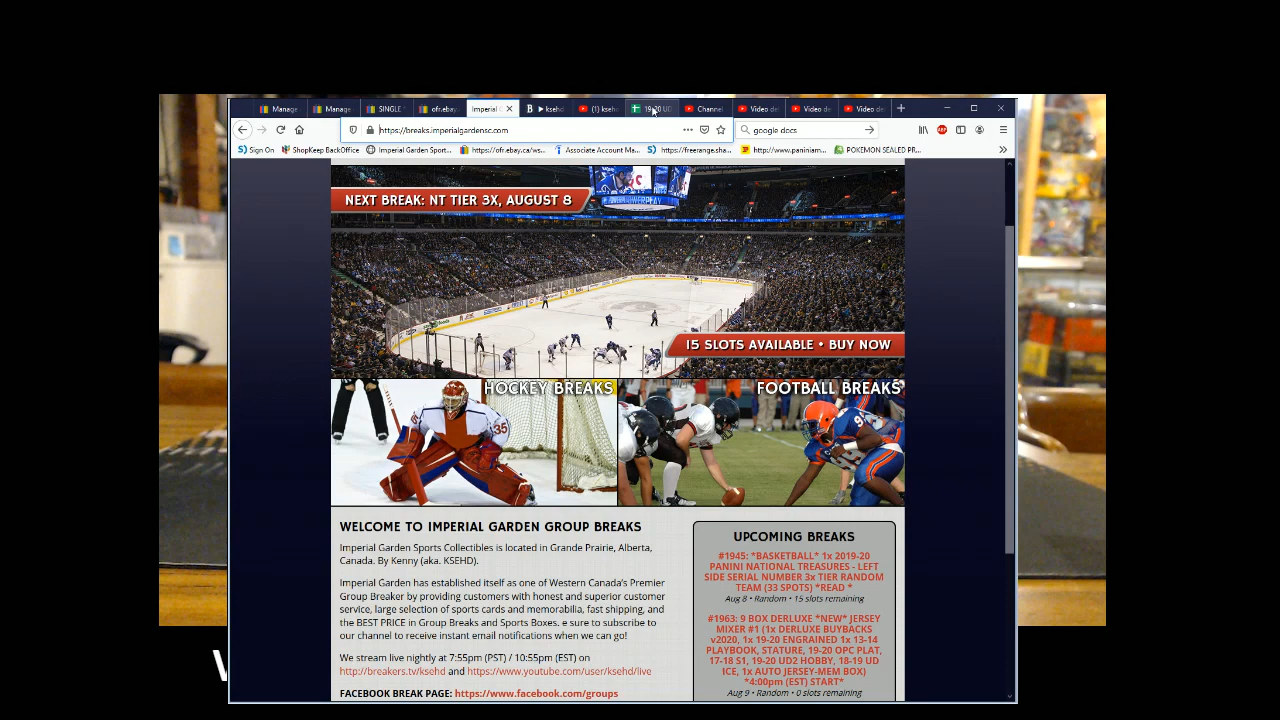 Manage
Manage
SINGLE
ofr.ebay
Imperial
ksehd
(1) kseh
19-20 UD
Channel
Video de
Video de
Video de
https://breaks.imperialgardensc.com
google docs
Sign On
ShopKeep BackOffice
Imperial Garden Sport...
https://ofr.ebay.ca/ws...
Associate Account Ma...
https://freerange.sha...
http://www.paniniam...
POKEMON SEALED PR...
NEXT BREAK: NT TIER 3X, AUGUST 8
15 SLOTS AVAILABLE • BUY NOW
HOCKEY BREAKS
FOOTBALL BREAKS
WELCOME TO IMPERIAL GARDEN GROUP BREAKS
Imperial Garden Sports Collectibles is located in Grande Prairie, Alberta,
Canada. By Kenny (aka. KSEHD).
Imperial Garden has established itself as one of Western Canada's Premier
Group Breaker by providing customers with honest and superior customer
service, large selection of sports cards and memorabilia, fast shipping, and
the BEST PRICE in Group Breaks and Sports Boxes. e sure to subscribe to
our channel to receive instant email notifications when we can go!
We stream live nightly at 7:55pm (PST) / 10:55pm (EST) on
http://breakers.tv/ksehd and https://www.youtube.com/user/ksehd/live
FACEBOOK BREAK PAGE: https://www.facebook.com/groups
UPCOMING BREAKS
#1945: *BASKETBALL* 1x 2019-20
PANINI NATIONAL TREASURES - LEFT
SIDE SERIAL NUMBER 3x TIER RANDOM
TEAM (33 SPOTS) *READ *
Aug 8 • Random • 15 slots remaining
#1963: 9 BOX DERLUXE *NEW* JERSEY
MIXER #1 (1x DERLUXE BUYBACKS
v2020, 1x 19-20 ENGRAINED 1x 13-14
PLAYBOOK, STATURE, 19-20 OPC PLAT,
17-18 S1, 19-20 UD2 HOBBY, 18-19 UD
ICE, 1x AUTO JERSEY-MEM BOX)
*4:00pm (EST) START*
Aug 9 • Random • 0 slots remaining